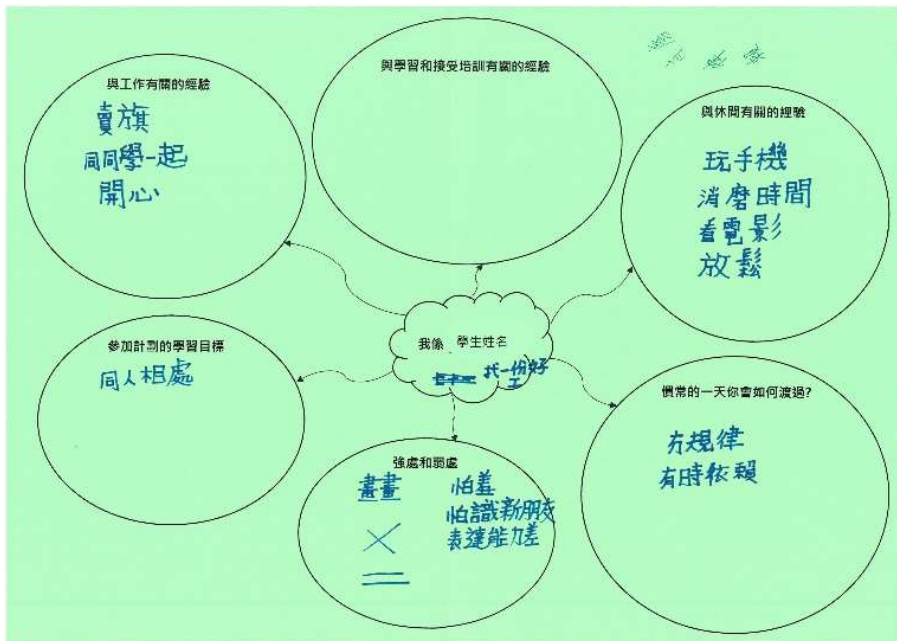 與工作有關的經驗
賣旗
同同學一起
開心
與學習和接受培訓有關的經驗
與休閒有關的經驗
玩手機
消磨時間
看電影
放鬆
參加計劃的學習目標
同人相處
我係 學生姓名
找一份好
工
強處和弱處
畫畫
怕羞
怕識新朋友
表達能力差
慣常的一天你會如何渡過?
冇規律
有時依賴